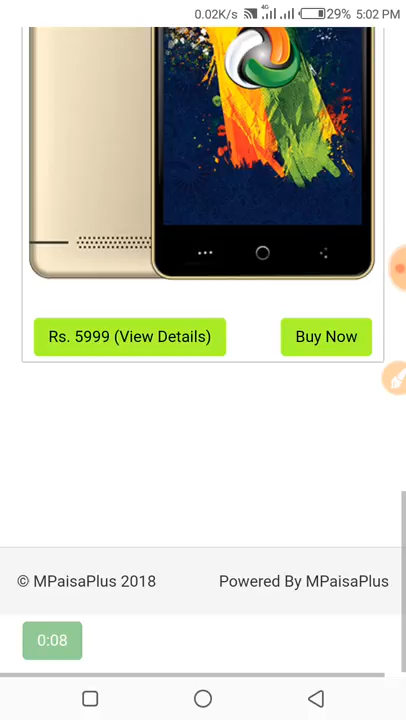 0.02K/s 4G 29% 5:02 PM
Rs. 5999 (View Details) Buy Now
© MPaisaPlus 2018 Powered By MPaisaPlus
0:08